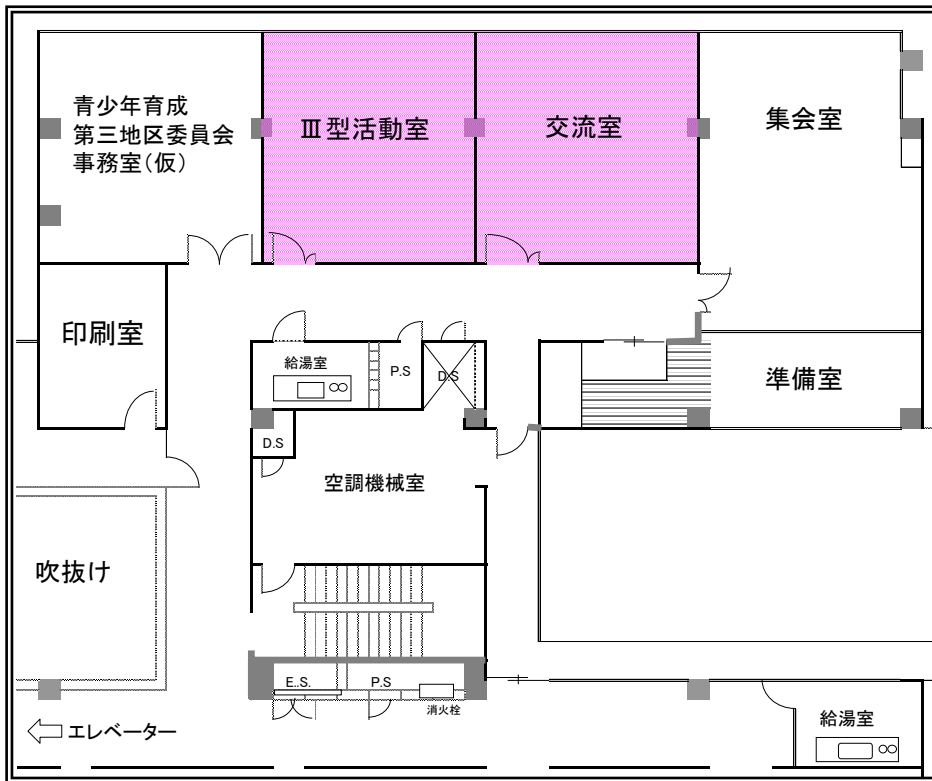 青少年育成
第三地区委員会
事務室(仮)
Ⅲ型活動室
交流室
集会室
印刷室
給湯室
P.S
D.S
準備室
D.S
空調機械室
吹抜け
E..S.
P.S
消火栓
エレベーター
給湯室